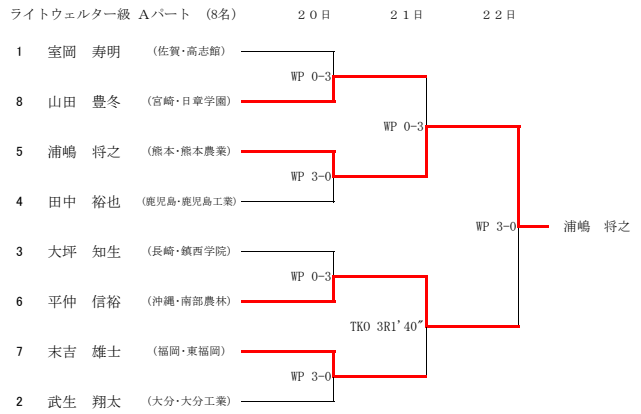 ライトウェルター級 Aパート （8名） ２０日 ２１日 ２２日
1 室岡 寿明 （佐賀・高志館）
WP 0-3
8 山田 豊冬 （宮崎・日章学園）
WP 0-3
5 浦嶋 将之 （熊本・熊本農業）
WP 3-0
4 田中 裕也 （鹿児島・鹿児島工業）
WP 3-0 浦嶋 将之
3 大坪 知生 （長崎・鎮西学院）
WP 0-3
6 平仲 信裕 （沖縄・南部農林）
TKO 3R1'40"
7 末吉 雄士 （福岡・東福岡）
WP 3-0
2 武生 翔太 （大分・大分工業）